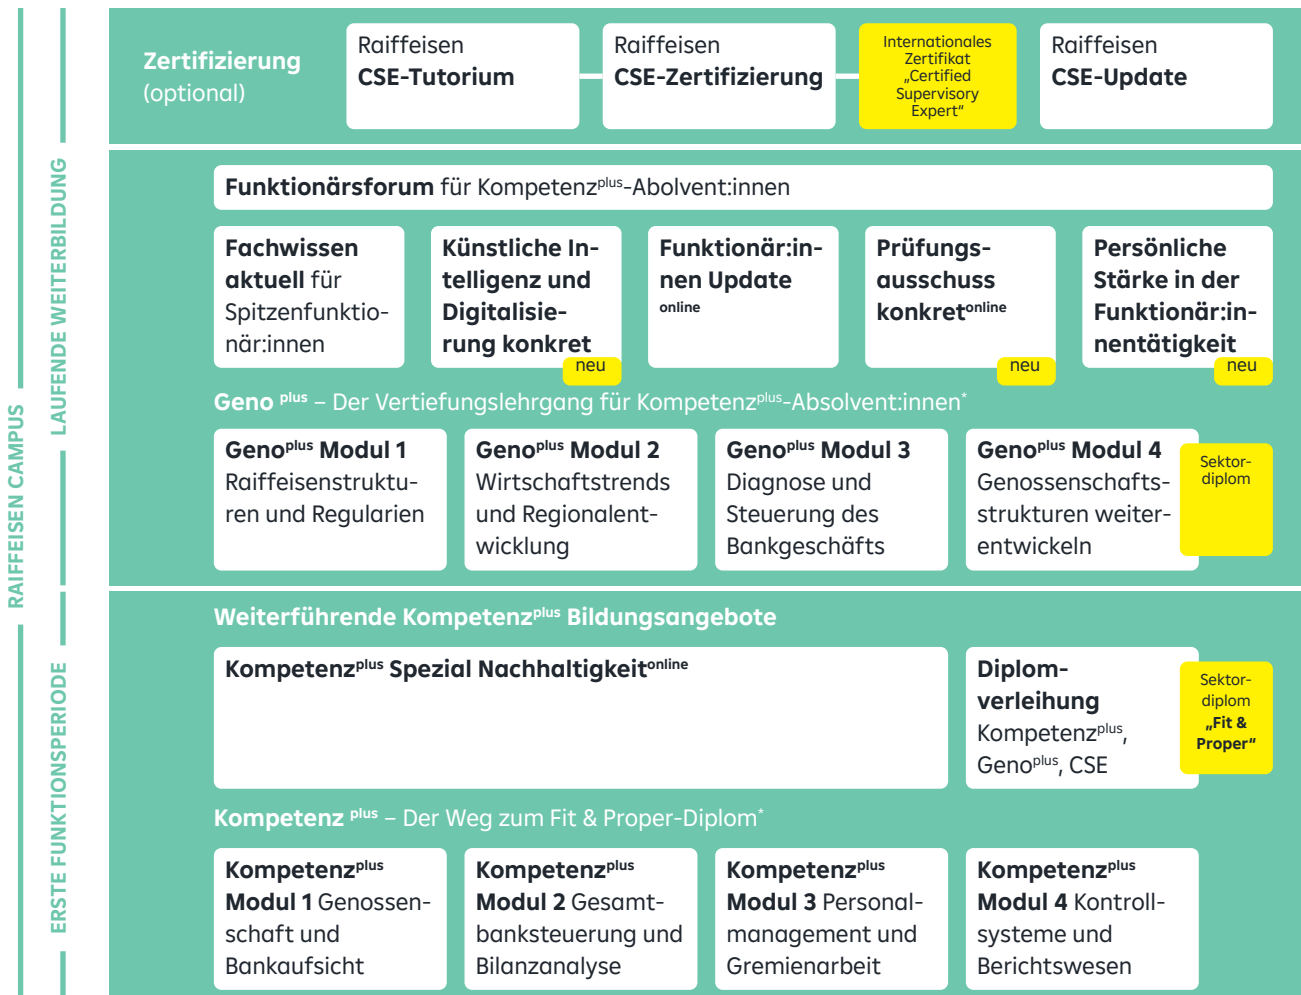 RAIFFEISEN CAMPUS
LAUFENDE WEITERBILDUNG
ERSTE FUNKTIONSPERIODE
Zertifizierung
(optional)
Raiffeisen
CSE-Tutorium
Raiffeisen
CSE-Zertifizierung
Internationales
Zertifikat
„Certified
Supervisory
Expert“
Raiffeisen
CSE-Update
Funktionärsforum für Kompetenzplus-Abolvent:innen
Fachwissen
aktuell für
Spitzenfunktio-
när:innen
Künstliche In-
telligenz und
Digitalisie-
rung konkret
neu
Funktionär:in-
nen Update
online
Prüfungs-
ausschuss
konkretonline
neu
Persönliche
Stärke in der
Funktionär:in-
nentätigkeit
neu
Geno plus – Der Vertiefungslehrgang für Kompetenzplus-Absolvent:innen*
Genoplus Modul 1
Raiffeisenstruktu-
ren und Regularien
Genoplus Modul 2
Wirtschaftstrends
und Regionalent-
wicklung
Genoplus Modul 3
Diagnose und
Steuerung des
Bankgeschäfts
Genoplus Modul 4
Genossenschafts-
strukturen weiter-
entwickeln
Sektor-
diplom
Weiterführende Kompetenzplus Bildungsangebote
Kompetenzplus Spezial Nachhaltigkeitonline
Diplom-
verleihung
Kompetenzplus,
Genoplus, CSE
Sektor-
diplom
„Fit &
Proper“
Kompetenz plus – Der Weg zum Fit & Proper-Diplom*
Kompetenzplus
Modul 1 Genossen-
schaft und
Bankaufsicht
Kompetenzplus
Modul 2 Gesamt-
banksteuerung und
Bilanzanalyse
Kompetenzplus
Modul 3 Personal-
management und
Gremienarbeit
Kompetenzplus
Modul 4 Kontroll-
systeme und
Berichtswesen